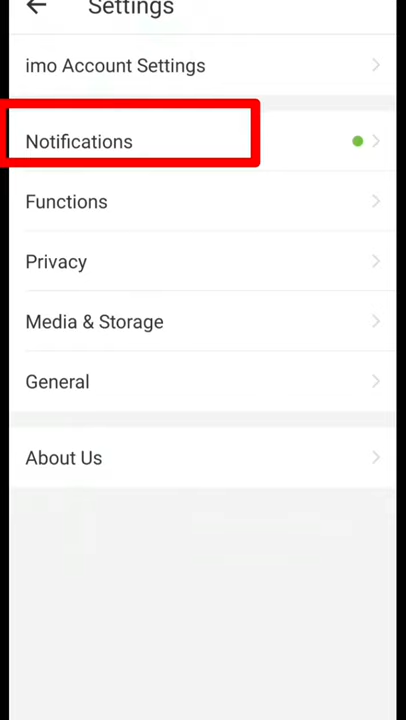 Settings
imo Account Settings
Notifications
Functions
Privacy
Media & Storage
General
About Us